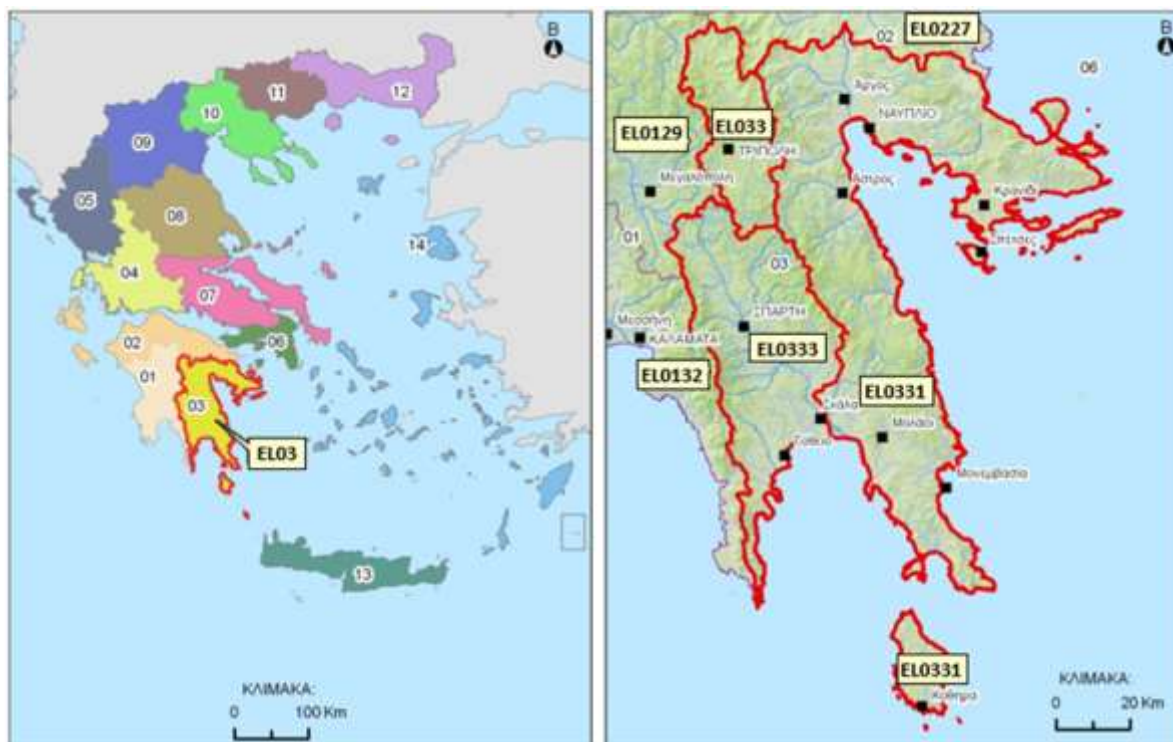 B
11
12
10
09
05
08
14
04
07
06
02
01
03
EL03
13
ΚΛΙΜΑΚΑ:
0 100 Km
EL0227
02
B
06
Άργος
ΝΑΥΠΛΙΟ
EL0129
EL033
ΤΡΙΠΟΛΗ
Μεγαλόπολη
Άστρος
Κρανίδι
Σπέτσες
01
03
ΣΠΑΡΤΗ
Μεσσήνη
ΚΑΛΑΜΑΤΑ
EL0333
EL0132
EL0331
Σκάλα
Μολάοι
Γύθειο
Μονεμβασία
EL0331
Κύθηρα
ΚΛΙΜΑΚΑ:
0 20 Km